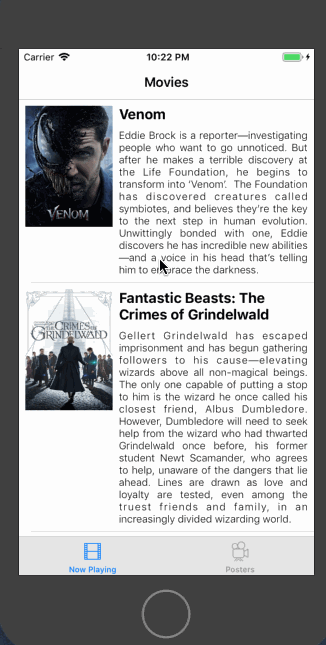 Carrier 10:22 PM
Movies
Venom
Eddie Brock is a reporter—investigating
people who want to go unnoticed. But
after he makes a terrible discovery at
the Life Foundation, he begins to
transform into ‘Venom’. The Foundation
has discovered creatures called
symbiotes, and believes they’re the key
to the next step in human evolution.
Unwittingly bonded with one, Eddie
discovers he has incredible new abilities
—and a voice in his head that’s telling
him to embrace the darkness.
VENOM
Fantastic Beasts: The
Crimes of Grindelwald
Gellert Grindelwald has escaped
imprisonment and has begun gathering
followers to his cause—elevating
wizards above all non-magical beings.
The only one capable of putting a stop
to him is the wizard he once called his
closest friend, Albus Dumbledore.
However, Dumbledore will need to seek
help from the wizard who had thwarted
Grindelwald once before, his former
student Newt Scamander, who agrees
to help, unaware of the dangers that lie
ahead. Lines are drawn as love and
loyalty are tested, even among the
truest friends and family, in an
increasingly divided wizarding world.
THE CRIMES OF
GRINDELWALD
Now Playing Posters